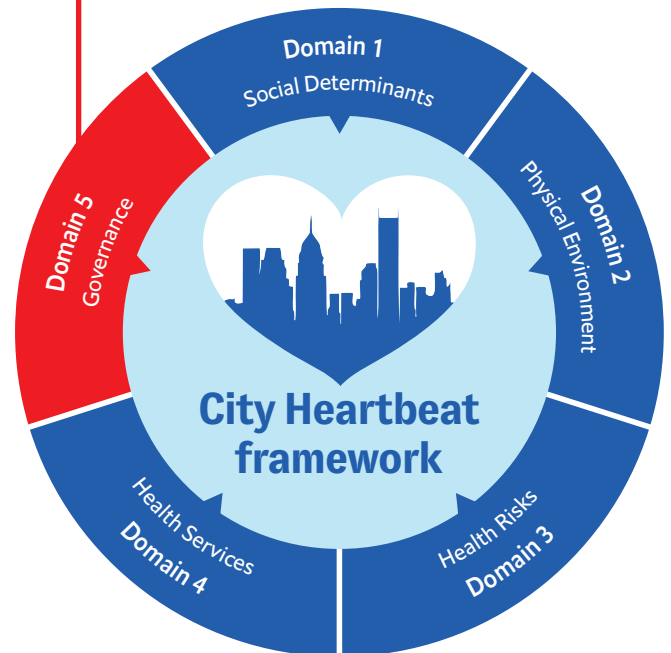 Domain 1
Social Determinants
Domain 2
Physical Environment
Health Risks
Domain 3
Health Services
Domain 4
Domain 5
Governance
City Heartbeat
framework